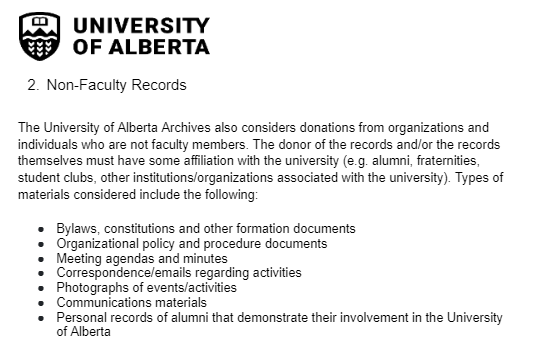 UNIVERSITY
OF ALBERTA
2. Non-Faculty Records
The University of Alberta Archives also considers donations from organizations and
individuals who are not faculty members. The donor of the records and/or the records
themselves must have some affiliation with the university (e.g. alumni, fraternities,
student clubs, other institutions/organizations associated with the university). Types of
materials considered include the following:
● Bylaws, constitutions and other formation documents
● Organizational policy and procedure documents
● Meeting agendas and minutes
● Correspondence/emails regarding activities
● Photographs of events/activities
● Communications materials
● Personal records of alumni that demonstrate their involvement in the University
of Alberta